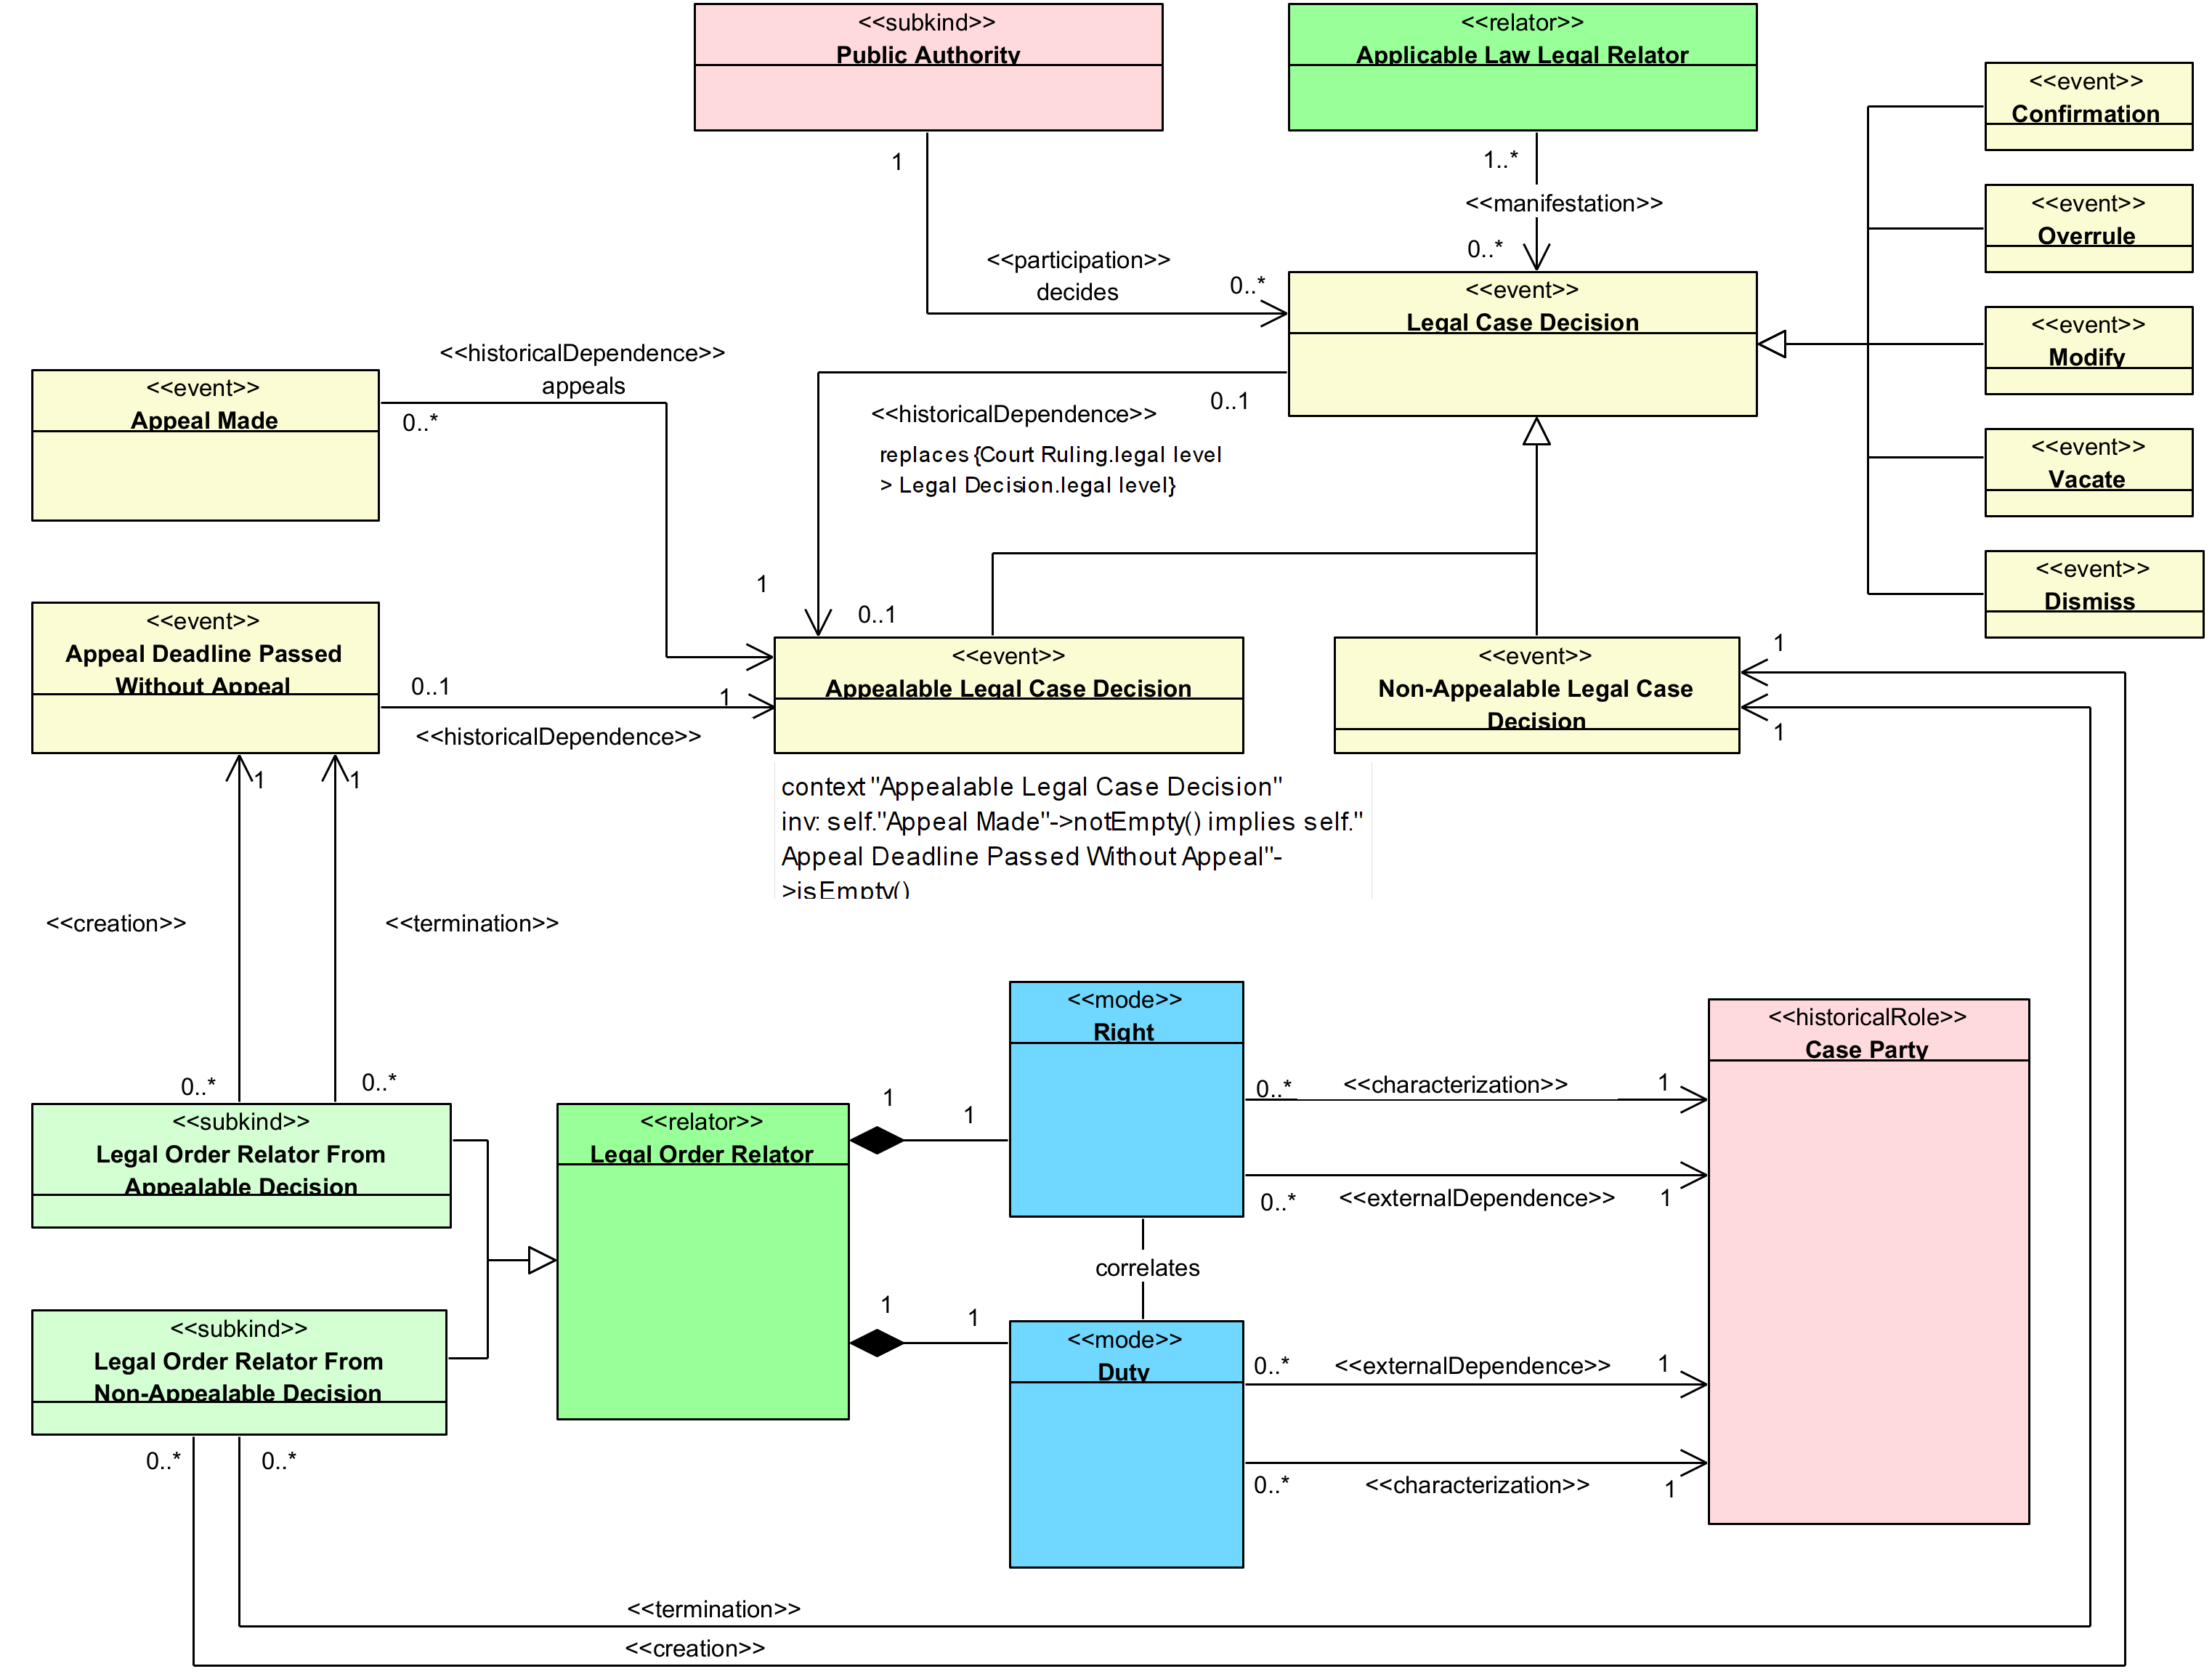 <<subkind>>
Public Authority
<<relator>>
Applicable Law Legal Relator
<<event>>
Confirmation
1
1..*
<<manifestation>>
0..*
<<event>>
Overrule
<<participation>>
decides
0..*
<<event>>
Legal Case Decision
<<event>>
Modify
<<event>>
Appeal Made
<<historicalDependence>>
appeals
0..*
0..1
<<historicalDependence>>
replaces {Court Ruling.legal level
> Legal Decision.legal level}
<<event>>
Vacate
<<event>>
Dismiss
1
0..1
<<event>>
Appeal Deadline Passed
Without Appeal
0..1
1
<<historicalDependence>>
<<event>>
Appealable Legal Case Decision
<<event>>
Non-Appealable Legal Case
Decision
1
1
1
1
context "Appealable Legal Case Decision"
inv: self."Appeal Made"->notEmpty() implies self."
Appeal Deadline Passed Without Appeal"-
>isEmpty()
<<creation>>
<<termination>>
0..*
0..*
<<subkind>>
Legal Order Relator From
Appealable Decision
<<relator>>
Legal Order Relator
1
1
<<mode>>
Right
0..*
<<characterization>>
1
0..*
<<externalDependence>>
1
<<historicalRole>>
Case Party
correlates
<<subkind>>
Legal Order Relator From
Non-Appealable Decision
1
1
<<mode>>
Duty
0..*
<<externalDependence>>
1
0..*
<<characterization>>
1
0..*
0..*
<<termination>>
<<creation>>